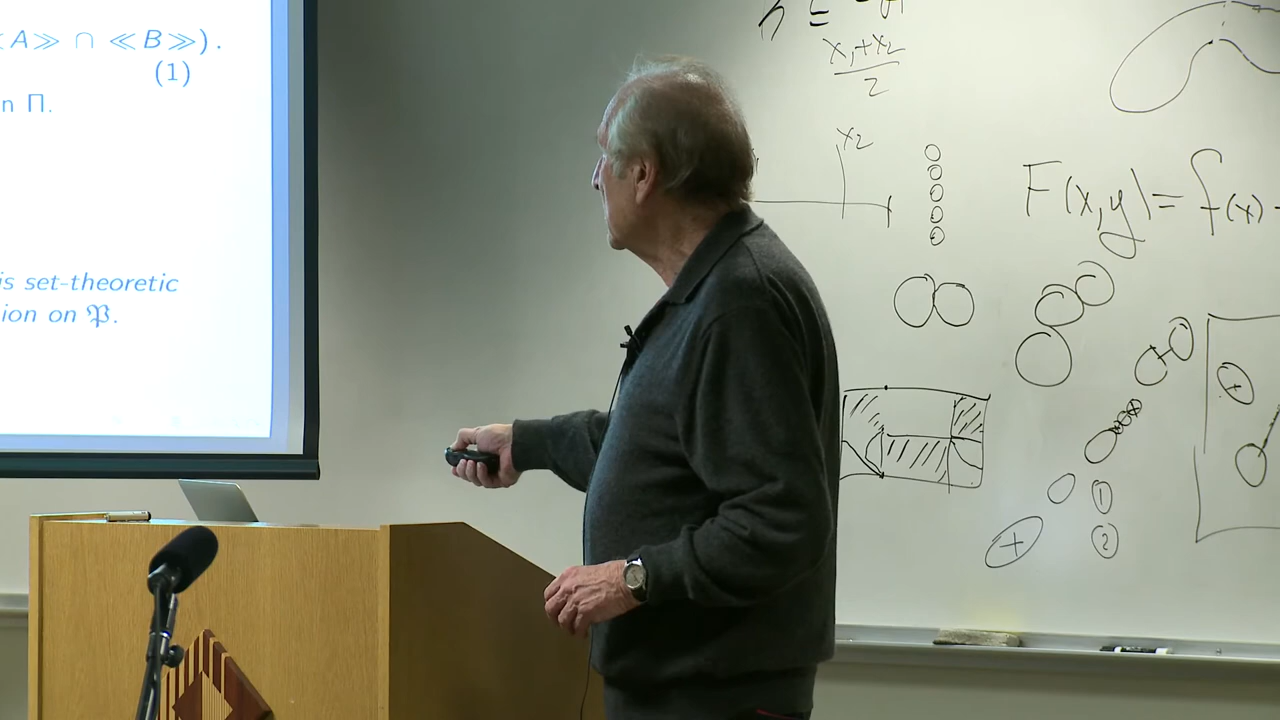 A≫ ∩ ≪B≫).
(1)
n Π.
is set-theoretic
ion on 𝔓.
x₁+x₂
2
x₂
F(x,y)=f(x)
+
1
+
2